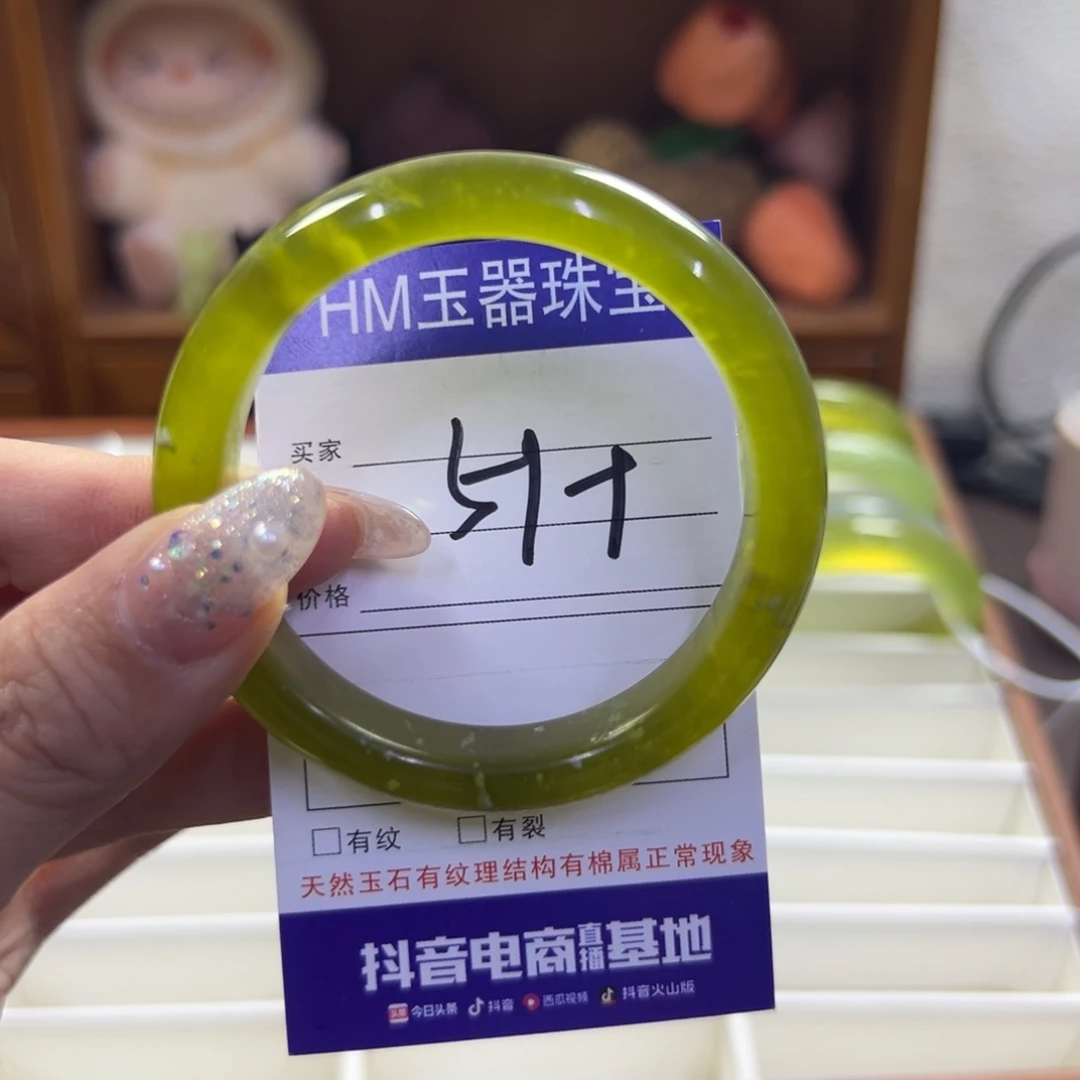 HM玉器珠宝
买家
价格
□有纹 □有裂
天然玉石有纹理结构有棉属正常现象
抖音电商直播基地
头条 今日头条 抖音 西瓜视频 抖音火山版